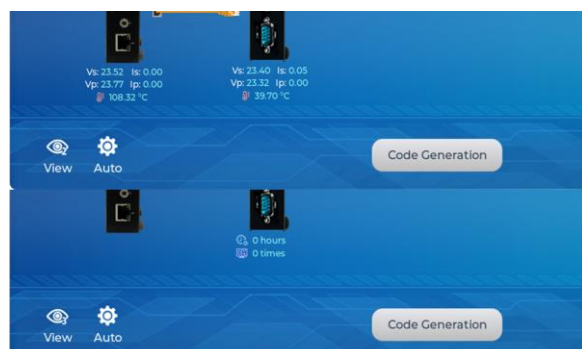 Vs: 23.52 Is: 0.00
Vp: 23.77 Ip: 0.00
108.32 °C
Vs: 23.40 Is: 0.05
Vp: 23.32 Ip: 0.00
39.70 °C
View
Auto
Code Generation
0 hours
0 times
View
Auto
Code Generation